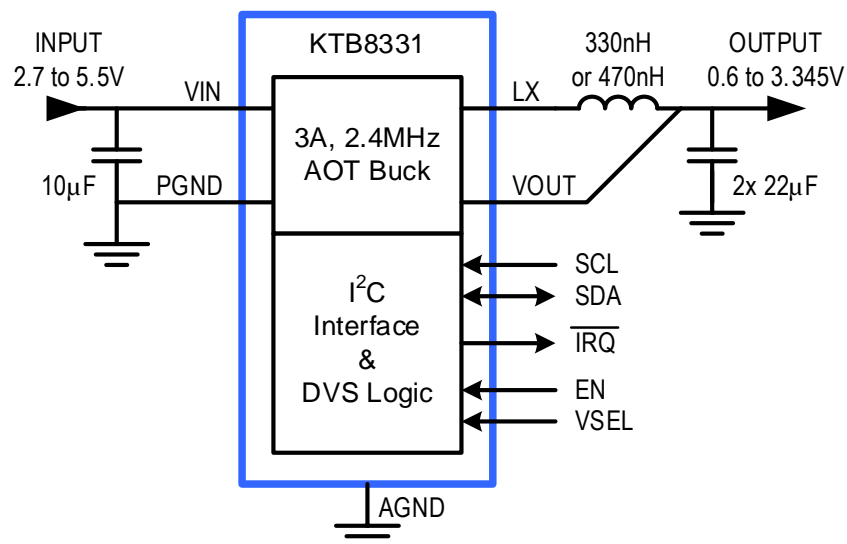 INPUT
2.7 to 5.5V
VIN
10μF
PGND
KTB8331
3A, 2.4MHz
AOT Buck
I²C
Interface
&
DVS Logic
LX
330nH
or 470nH
OUTPUT
0.6 to 3.345V
VOUT
2x 22μF
SCL
SDA
IRQ
EN
VSEL
AGND